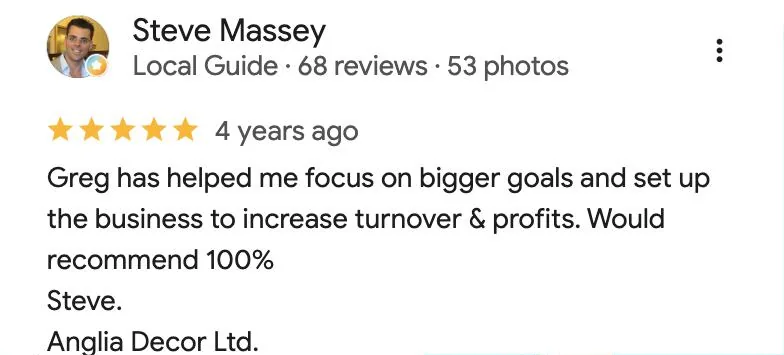 Steve Massey
Local Guide · 68 reviews · 53 photos
4 years ago
Greg has helped me focus on bigger goals and set up
the business to increase turnover & profits. Would
recommend 100%
Steve.
Anglia Decor Ltd.